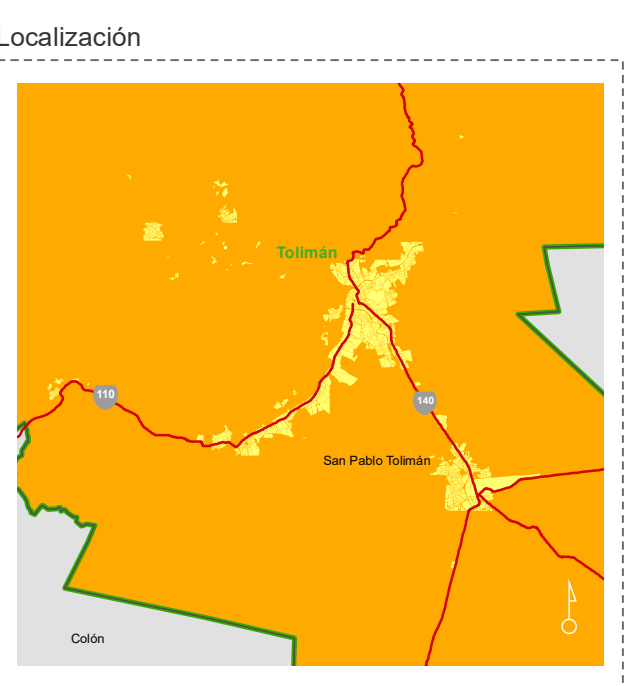 Localización
Tolimán
110
140
San Pablo Tolimán
Colón